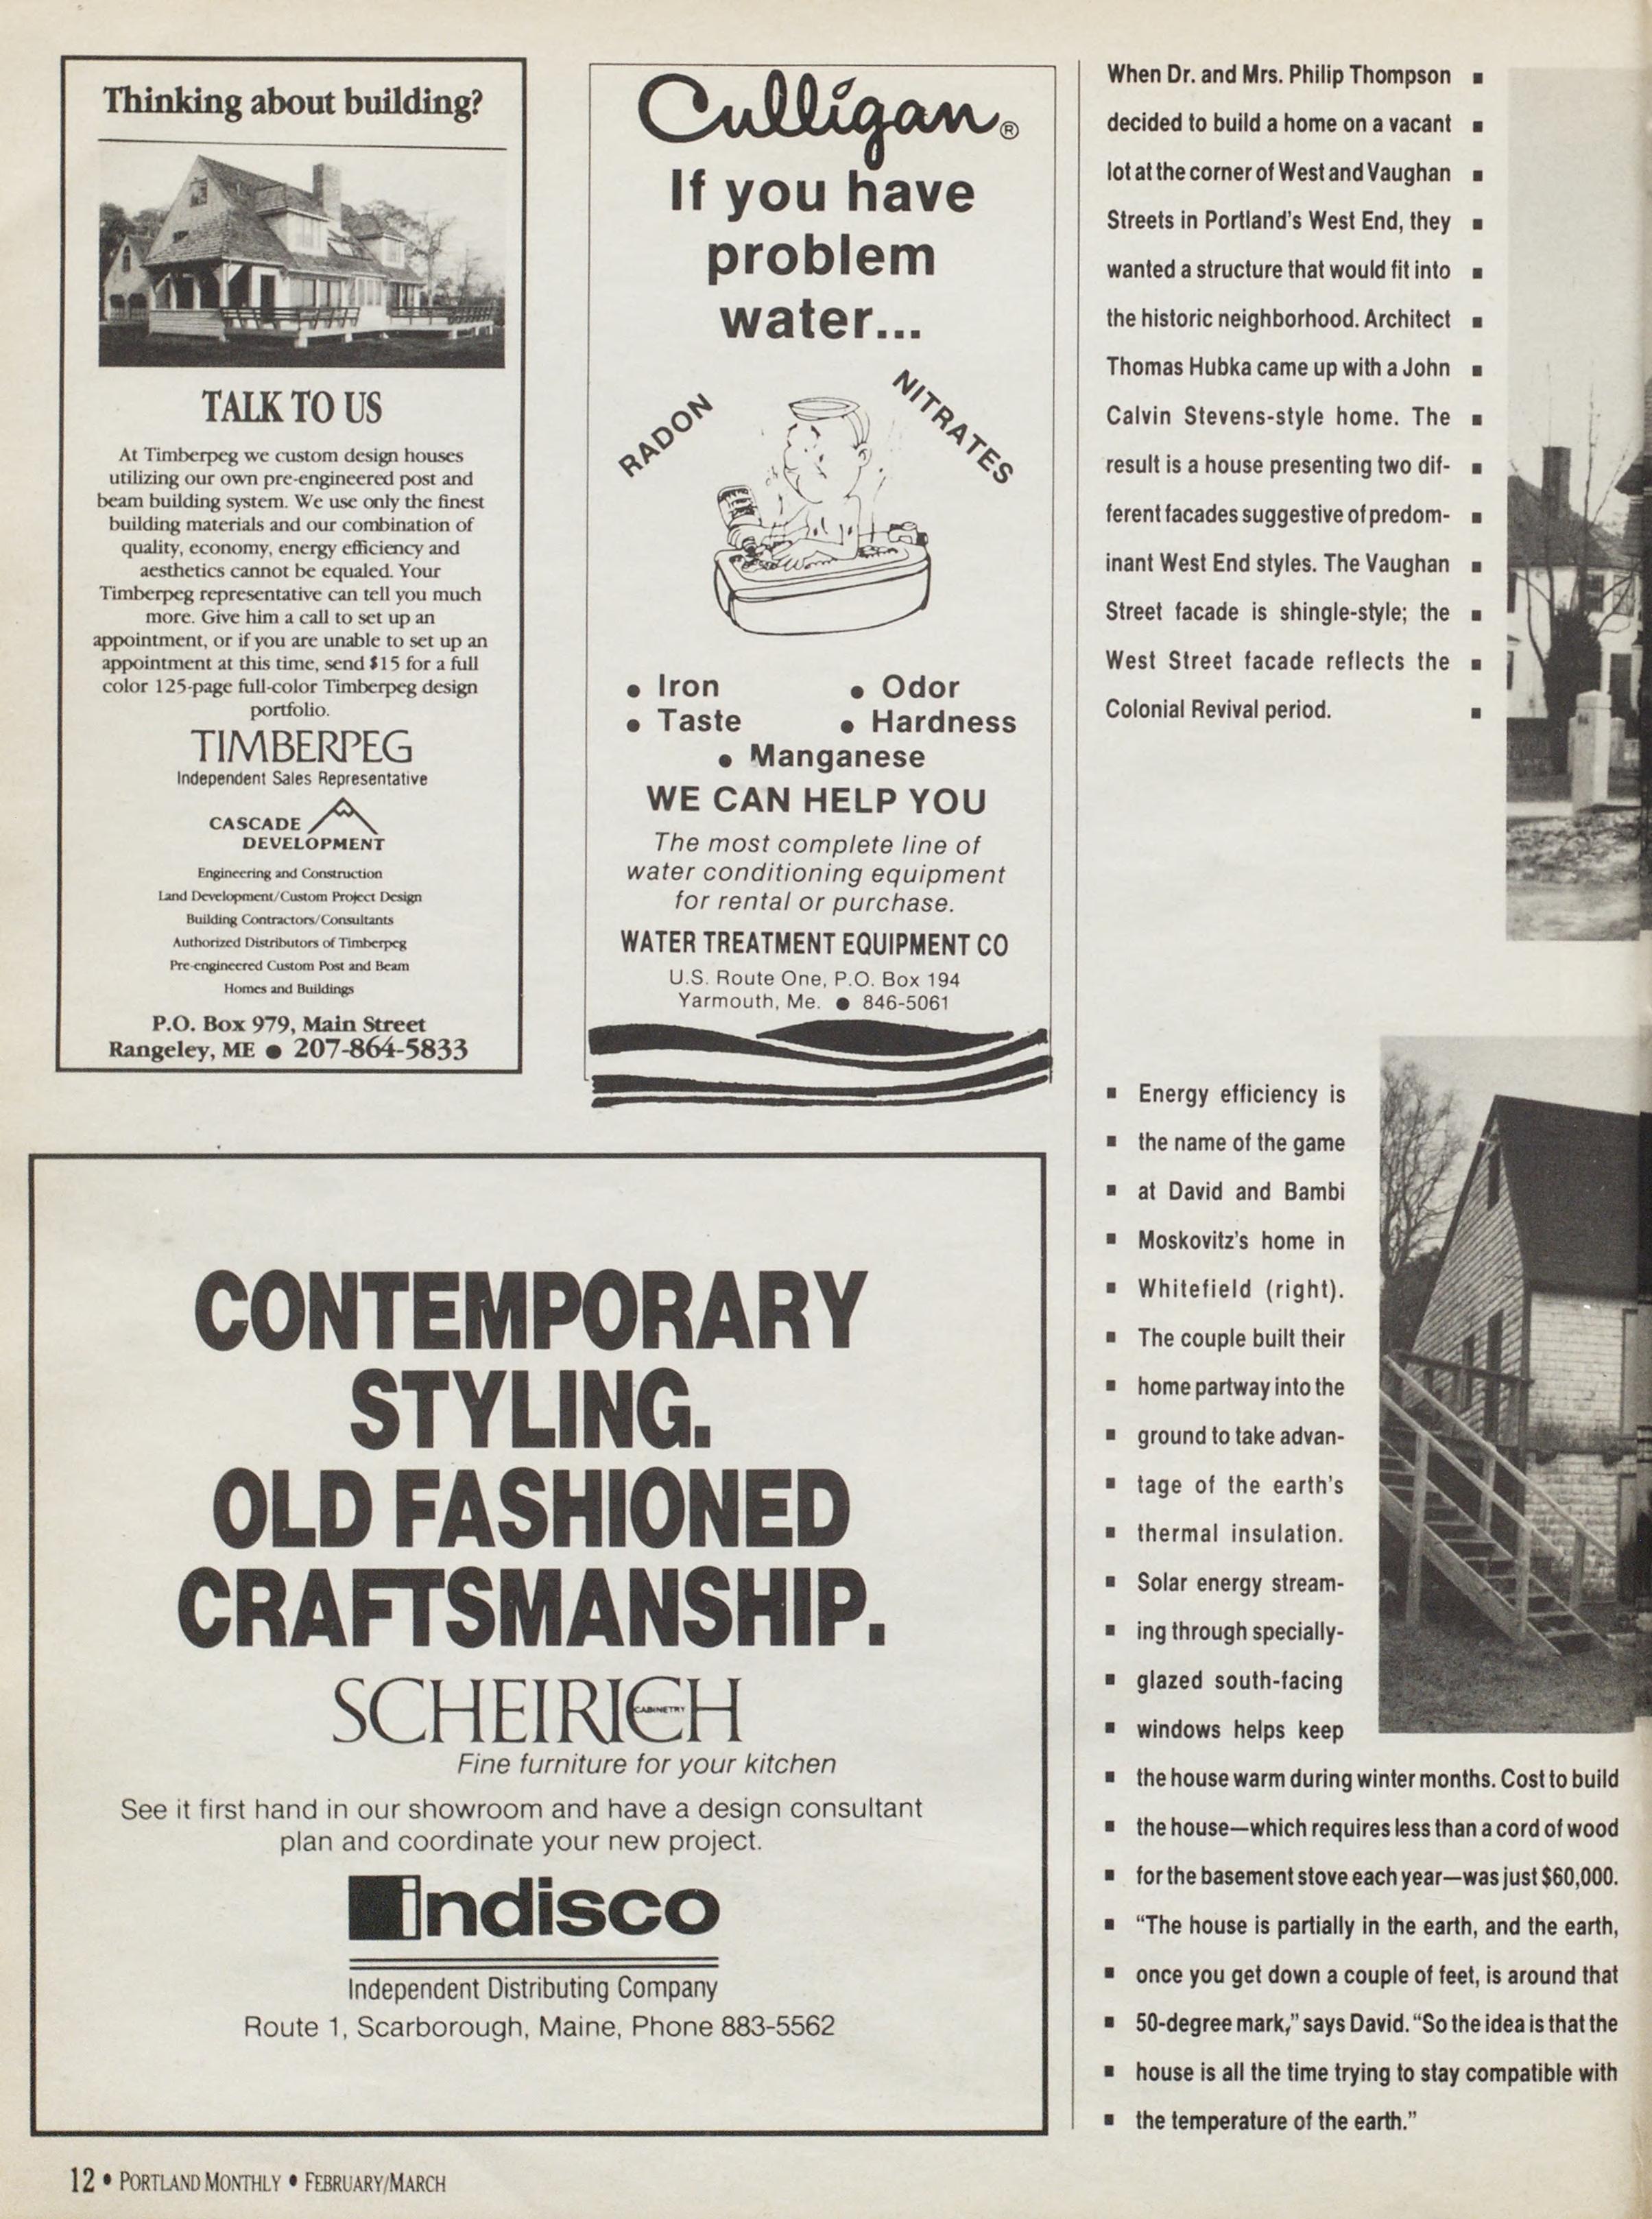 Thinking about building?
TALK TO US
At Timberpeg we custom design houses
utilizing our own pre-engineered post and
beam building system. We use only the finest
building materials and our combination of
quality, economy, energy efficiency and
aesthetics cannot be equaled. Your
Timberpeg representative can tell you much
more. Give him a call to set up an
appointment, or if you are unable to set up an
appointment at this time, send $15 for a full
color 125-page full-color Timberpeg design
portfolio.
TIMBERPEG
Independent Sales Representative
CASCADE
DEVELOPMENT
Engineering and Construction
Land Development/Custom Project Design
Building Contractors/Consultants
Authorized Distributors of Timberpeg
Pre-engineered Custom Post and Beam
Homes and Buildings
P.O. Box 979, Main Street
Rangeley, ME ● 207-864-5833
Culligan®
If you have
problem
water...
RADON
NITRATES
● Iron ● Odor
● Taste ● Hardness
● Manganese
WE CAN HELP YOU
The most complete line of
water conditioning equipment
for rental or purchase.
WATER TREATMENT EQUIPMENT CO
U.S. Route One, P.O. Box 194
Yarmouth, Me. ● 846-5061
CONTEMPORARY
STYLING.
OLD FASHIONED
CRAFTSMANSHIP.
SCHEIRICH
CABINETRY
Fine furniture for your kitchen
See it first hand in our showroom and have a design consultant
plan and coordinate your new project.
indisco
Independent Distributing Company
Route 1, Scarborough, Maine, Phone 883-5562
When Dr. and Mrs. Philip Thompson ■
decided to build a home on a vacant ■
lot at the corner of West and Vaughan ■
Streets in Portland's West End, they ■
wanted a structure that would fit into ■
the historic neighborhood. Architect ■
Thomas Hubka came up with a John ■
Calvin Stevens-style home. The ■
result is a house presenting two dif- ■
ferent facades suggestive of predom- ■
inant West End styles. The Vaughan ■
Street facade is shingle-style; the ■
West Street facade reflects the ■
Colonial Revival period. ■
■ Energy efficiency is
■ the name of the game
■ at David and Bambi
■ Moskovitz's home in
■ Whitefield (right).
■ The couple built their
■ home partway into the
■ ground to take advan-
■ tage of the earth's
■ thermal insulation.
■ Solar energy stream-
■ ing through specially-
■ glazed south-facing
■ windows helps keep
■ the house warm during winter months. Cost to build
■ the house—which requires less than a cord of wood
■ for the basement stove each year—was just $60,000.
■ “The house is partially in the earth, and the earth,
■ once you get down a couple of feet, is around that
■ 50-degree mark,” says David. “So the idea is that the
■ house is all the time trying to stay compatible with
■ the temperature of the earth.”
12 • PORTLAND MONTHLY • FEBRUARY/MARCH